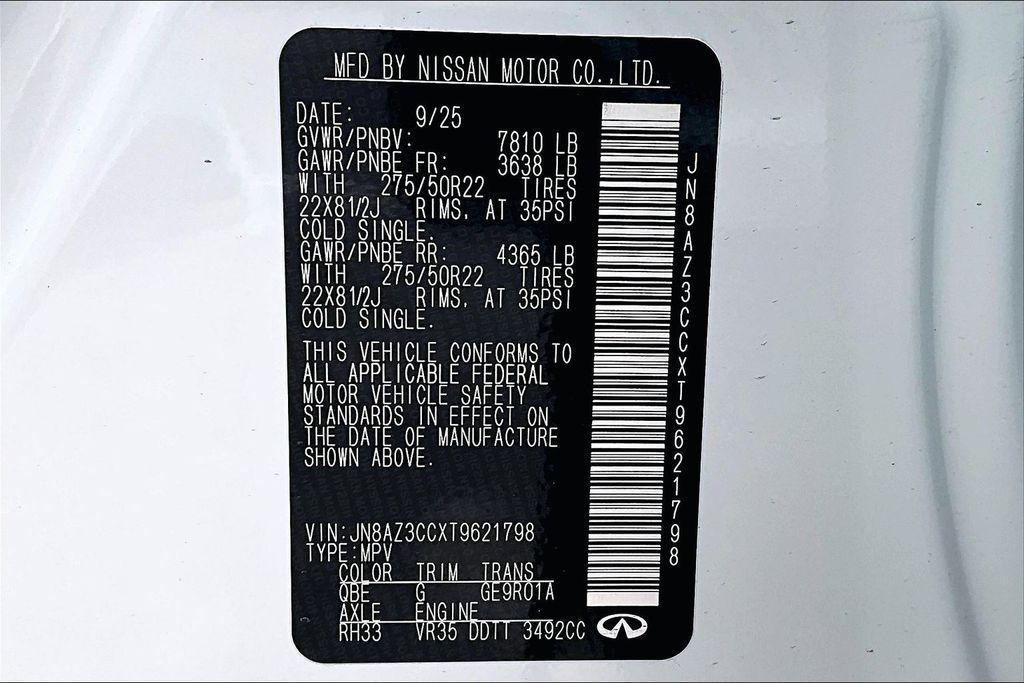 MFD BY NISSAN MOTOR CO.,LTD.
DATE: 9/25
GVWR/PNBV: 7810 LB
GAWR/PNBE FR: 3638 LB
WITH 275/50R22 TIRES
22X81/2J RIMS, AT 35PSI
COLD SINGLE.
GAWR/PNBE RR: 4365 LB
WITH 275/50R22 TIRES
22X81/2J RIMS, AT 35PSI
COLD SINGLE.
THIS VEHICLE CONFORMS TO
ALL APPLICABLE FEDERAL
MOTOR VEHICLE SAFETY
STANDARDS IN EFFECT ON
THE DATE OF MANUFACTURE
SHOWN ABOVE.
VIN:JN8AZ3CCXT9621798
TYPE:MPV
COLOR TRIM TRANS
QBE G GE9R01A
AXLE ENGINE
RH33 VR35 DDTT 3492CC
JN8AZ3CCXT9621798